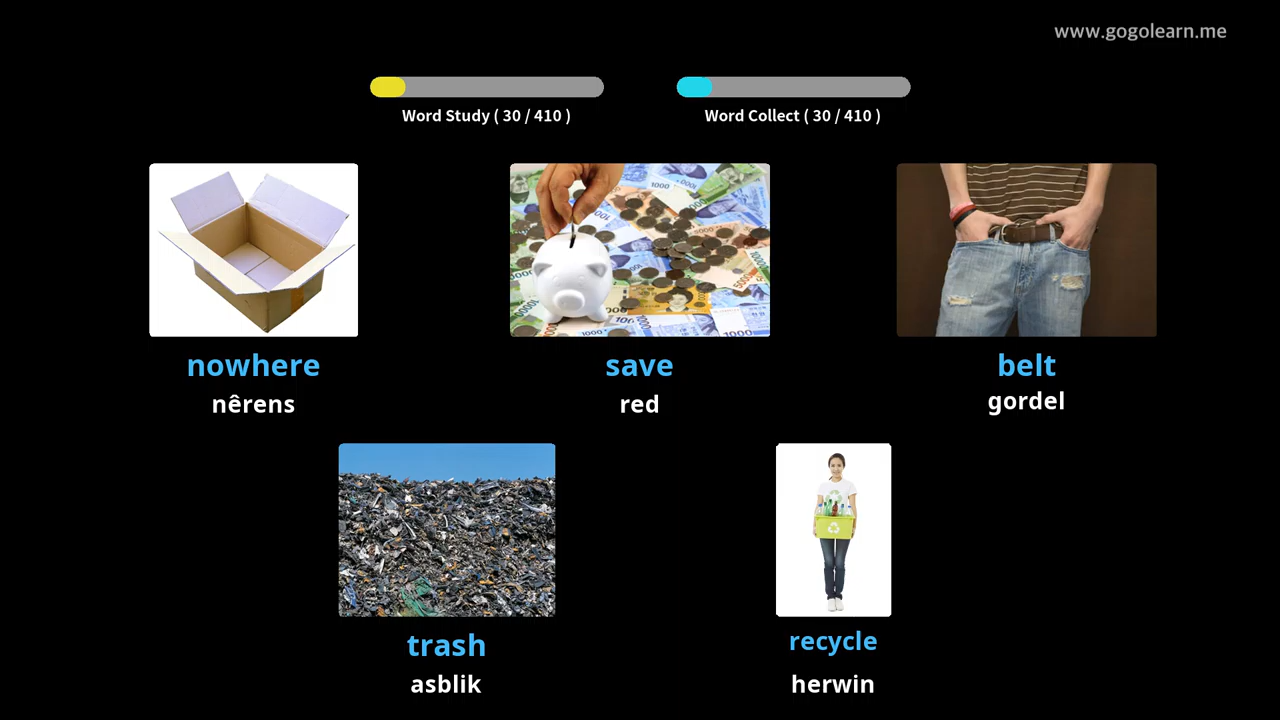 www.gogolearn.me
Word Study ( 30 / 410 )
Word Collect ( 30 / 410 )
nowhere
nêrens
save
red
belt
gordel
trash
asblik
recycle
herwin